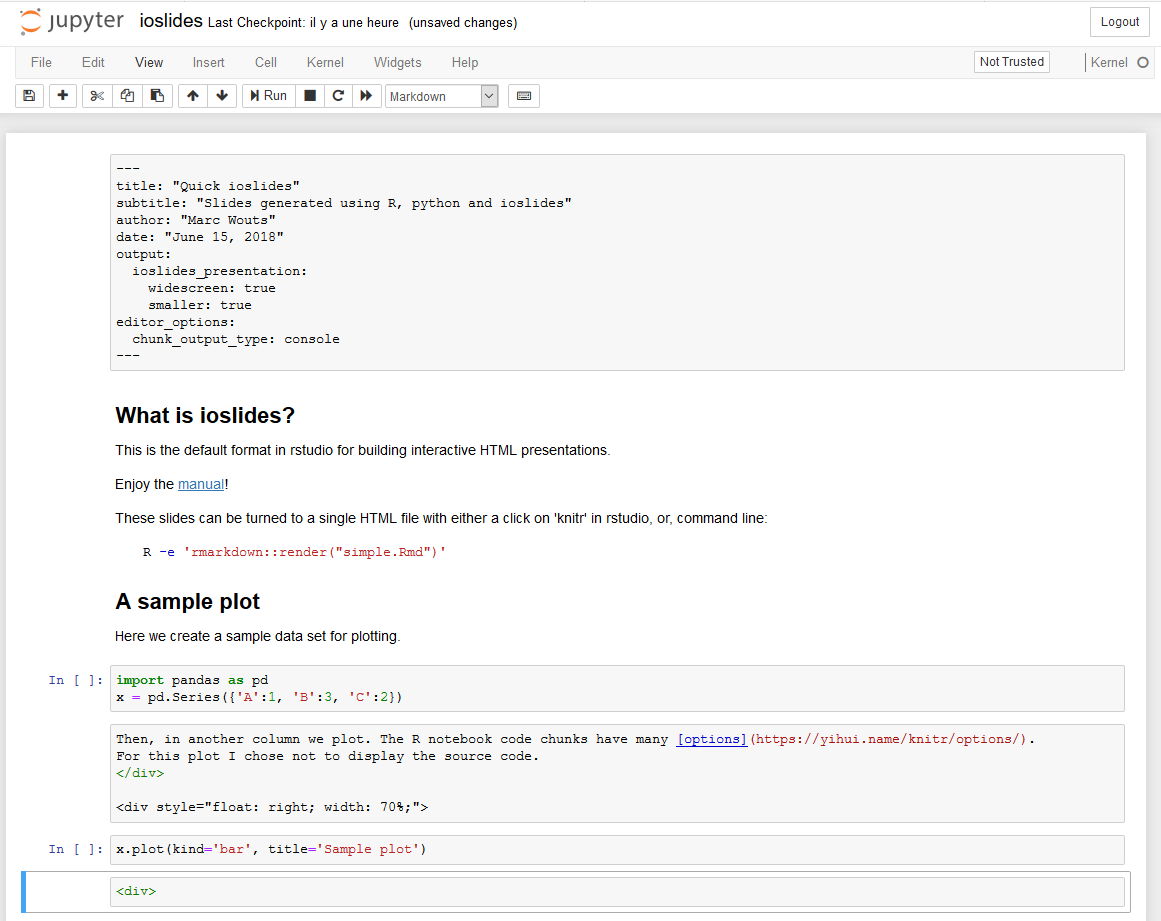 jupyter ioslides Last Checkpoint: il y a une heure (unsaved changes) Logout
File Edit View Insert Cell Kernel Widgets Help Not Trusted Kernel
Run Markdown
---
title: "Quick ioslides"
subtitle: "Slides generated using R, python and ioslides"
author: "Marc Wouts"
date: "June 15, 2018"
output:
  ioslides_presentation:
    widescreen: true
    smaller: true
editor_options:
  chunk_output_type: console
---
What is ioslides?
This is the default format in rstudio for building interactive HTML presentations.
Enjoy the manual!
These slides can be turned to a single HTML file with either a click on 'knitr' in rstudio, or, command line:
R -e 'rmarkdown::render("simple.Rmd")'
A sample plot
Here we create a sample data set for plotting.
In [ ]: import pandas as pd
x = pd.Series({'A':1, 'B':3, 'C':2})
Then, in another column we plot. The R notebook code chunks have many [options](https://yihui.name/knitr/options/).
For this plot I chose not to display the source code.
</div>
<div style="float: right; width: 70%;">
In [ ]: x.plot(kind='bar', title='Sample plot')
<div>